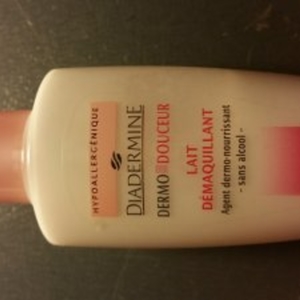 HYPOALLERGÉNIQUE
DIADERMINE
DERMO DOUCEUR
LAIT
DÉMAQUILLANT
Agent dermo-nourrissant
- sans alcool -